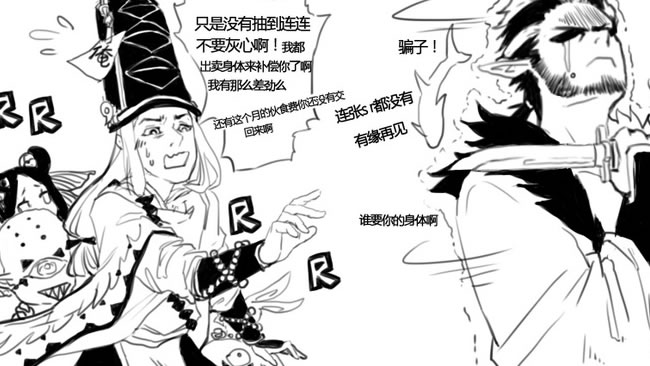 只是没有抽到连连
不要灰心啊！我都
出卖身体来补偿你了啊
我有那么差劲么
还有这个月的伙食费你还没有交
回来啊
骗子！
连张sr都没有
有缘再见
谁要你的身体啊
R
R
R
R
R